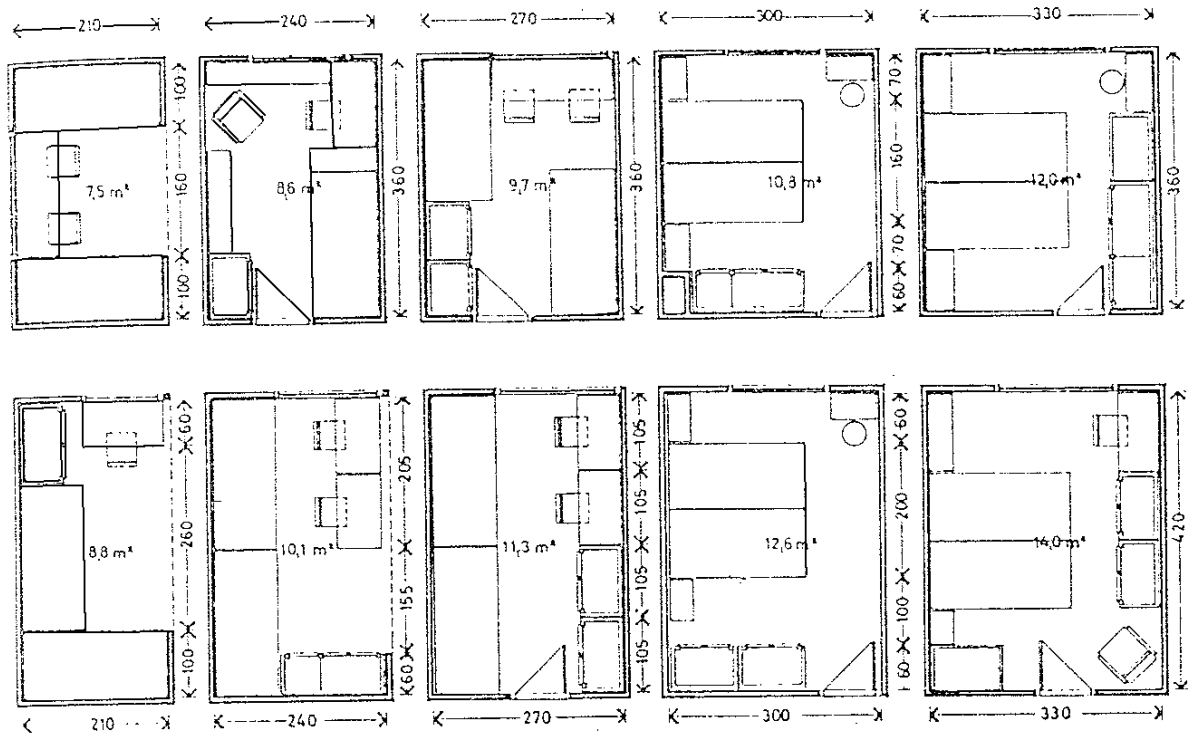 210 240 270 300 330
100 160 100
7,5 m²
8,6 m²
360
9,7 m²
360
10,8 m²
70 160 70 60
12,0 m²
360
8,8 m²
60 260 100
10,1 m²
205 155 60
11,3 m²
105 105 105 105
12,6 m²
60 200 100 60
14,0 m²
420
210 240 270 300 330